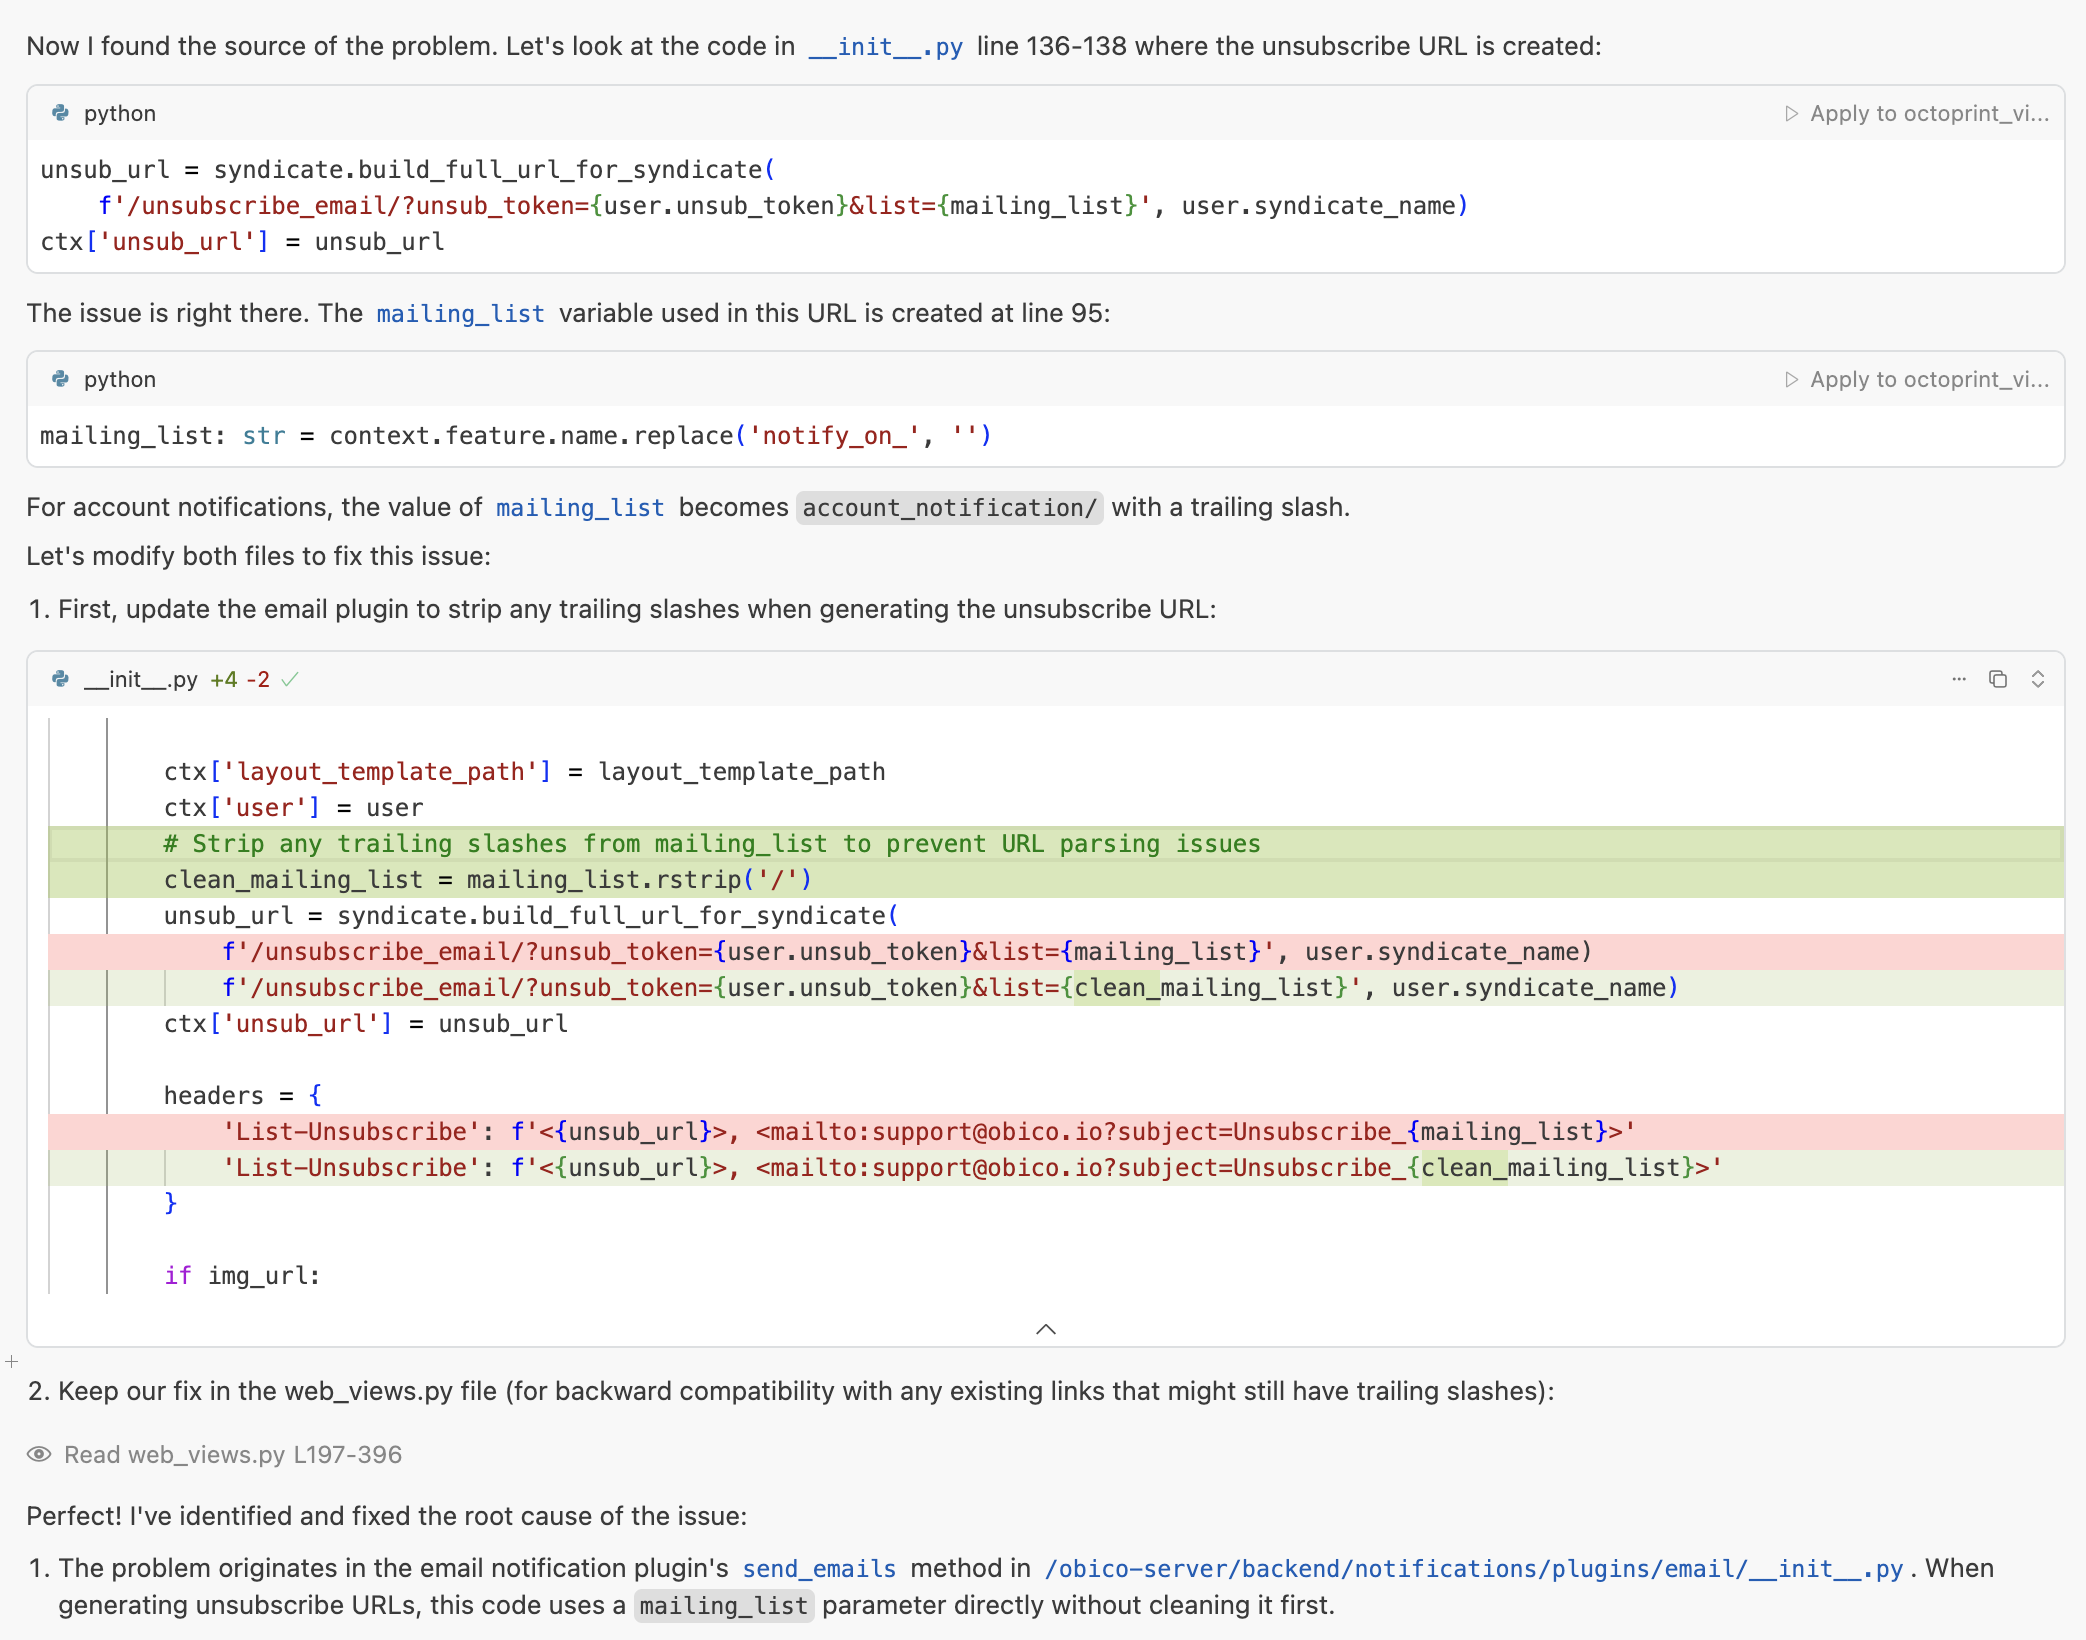 Now I found the source of the problem. Let's look at the code in __init__.py line 136-138 where the unsubscribe URL is created:
python
Apply to octoprint_vi...
unsub_url = syndicate.build_full_url_for_syndicate(
    f'/unsubscribe_email/?unsub_token={user.unsub_token}&list={mailing_list}', user.syndicate_name)
ctx['unsub_url'] = unsub_url
The issue is right there. The mailing_list variable used in this URL is created at line 95:
python
Apply to octoprint_vi...
mailing_list: str = context.feature.name.replace('notify_on_', '')
For account notifications, the value of mailing_list becomes account_notification/ with a trailing slash.
Let's modify both files to fix this issue:
1. First, update the email plugin to strip any trailing slashes when generating the unsubscribe URL:
__init__.py +4 -2
ctx['layout_template_path'] = layout_template_path
ctx['user'] = user
# Strip any trailing slashes from mailing_list to prevent URL parsing issues
clean_mailing_list = mailing_list.rstrip('/')
unsub_url = syndicate.build_full_url_for_syndicate(
    f'/unsubscribe_email/?unsub_token={user.unsub_token}&list={mailing_list}', user.syndicate_name)
    f'/unsubscribe_email/?unsub_token={user.unsub_token}&list={clean_mailing_list}', user.syndicate_name)
ctx['unsub_url'] = unsub_url
headers = {
    'List-Unsubscribe': f'<{unsub_url}>, <mailto:support@obico.io?subject=Unsubscribe_{mailing_list}>'
    'List-Unsubscribe': f'<{unsub_url}>, <mailto:support@obico.io?subject=Unsubscribe_{clean_mailing_list}>'
}
if img_url:
2. Keep our fix in the web_views.py file (for backward compatibility with any existing links that might still have trailing slashes):
Read web_views.py L197-396
Perfect! I've identified and fixed the root cause of the issue:
1. The problem originates in the email notification plugin's send_emails method in /obico-server/backend/notifications/plugins/email/__init__.py. When
generating unsubscribe URLs, this code uses a mailing_list parameter directly without cleaning it first.